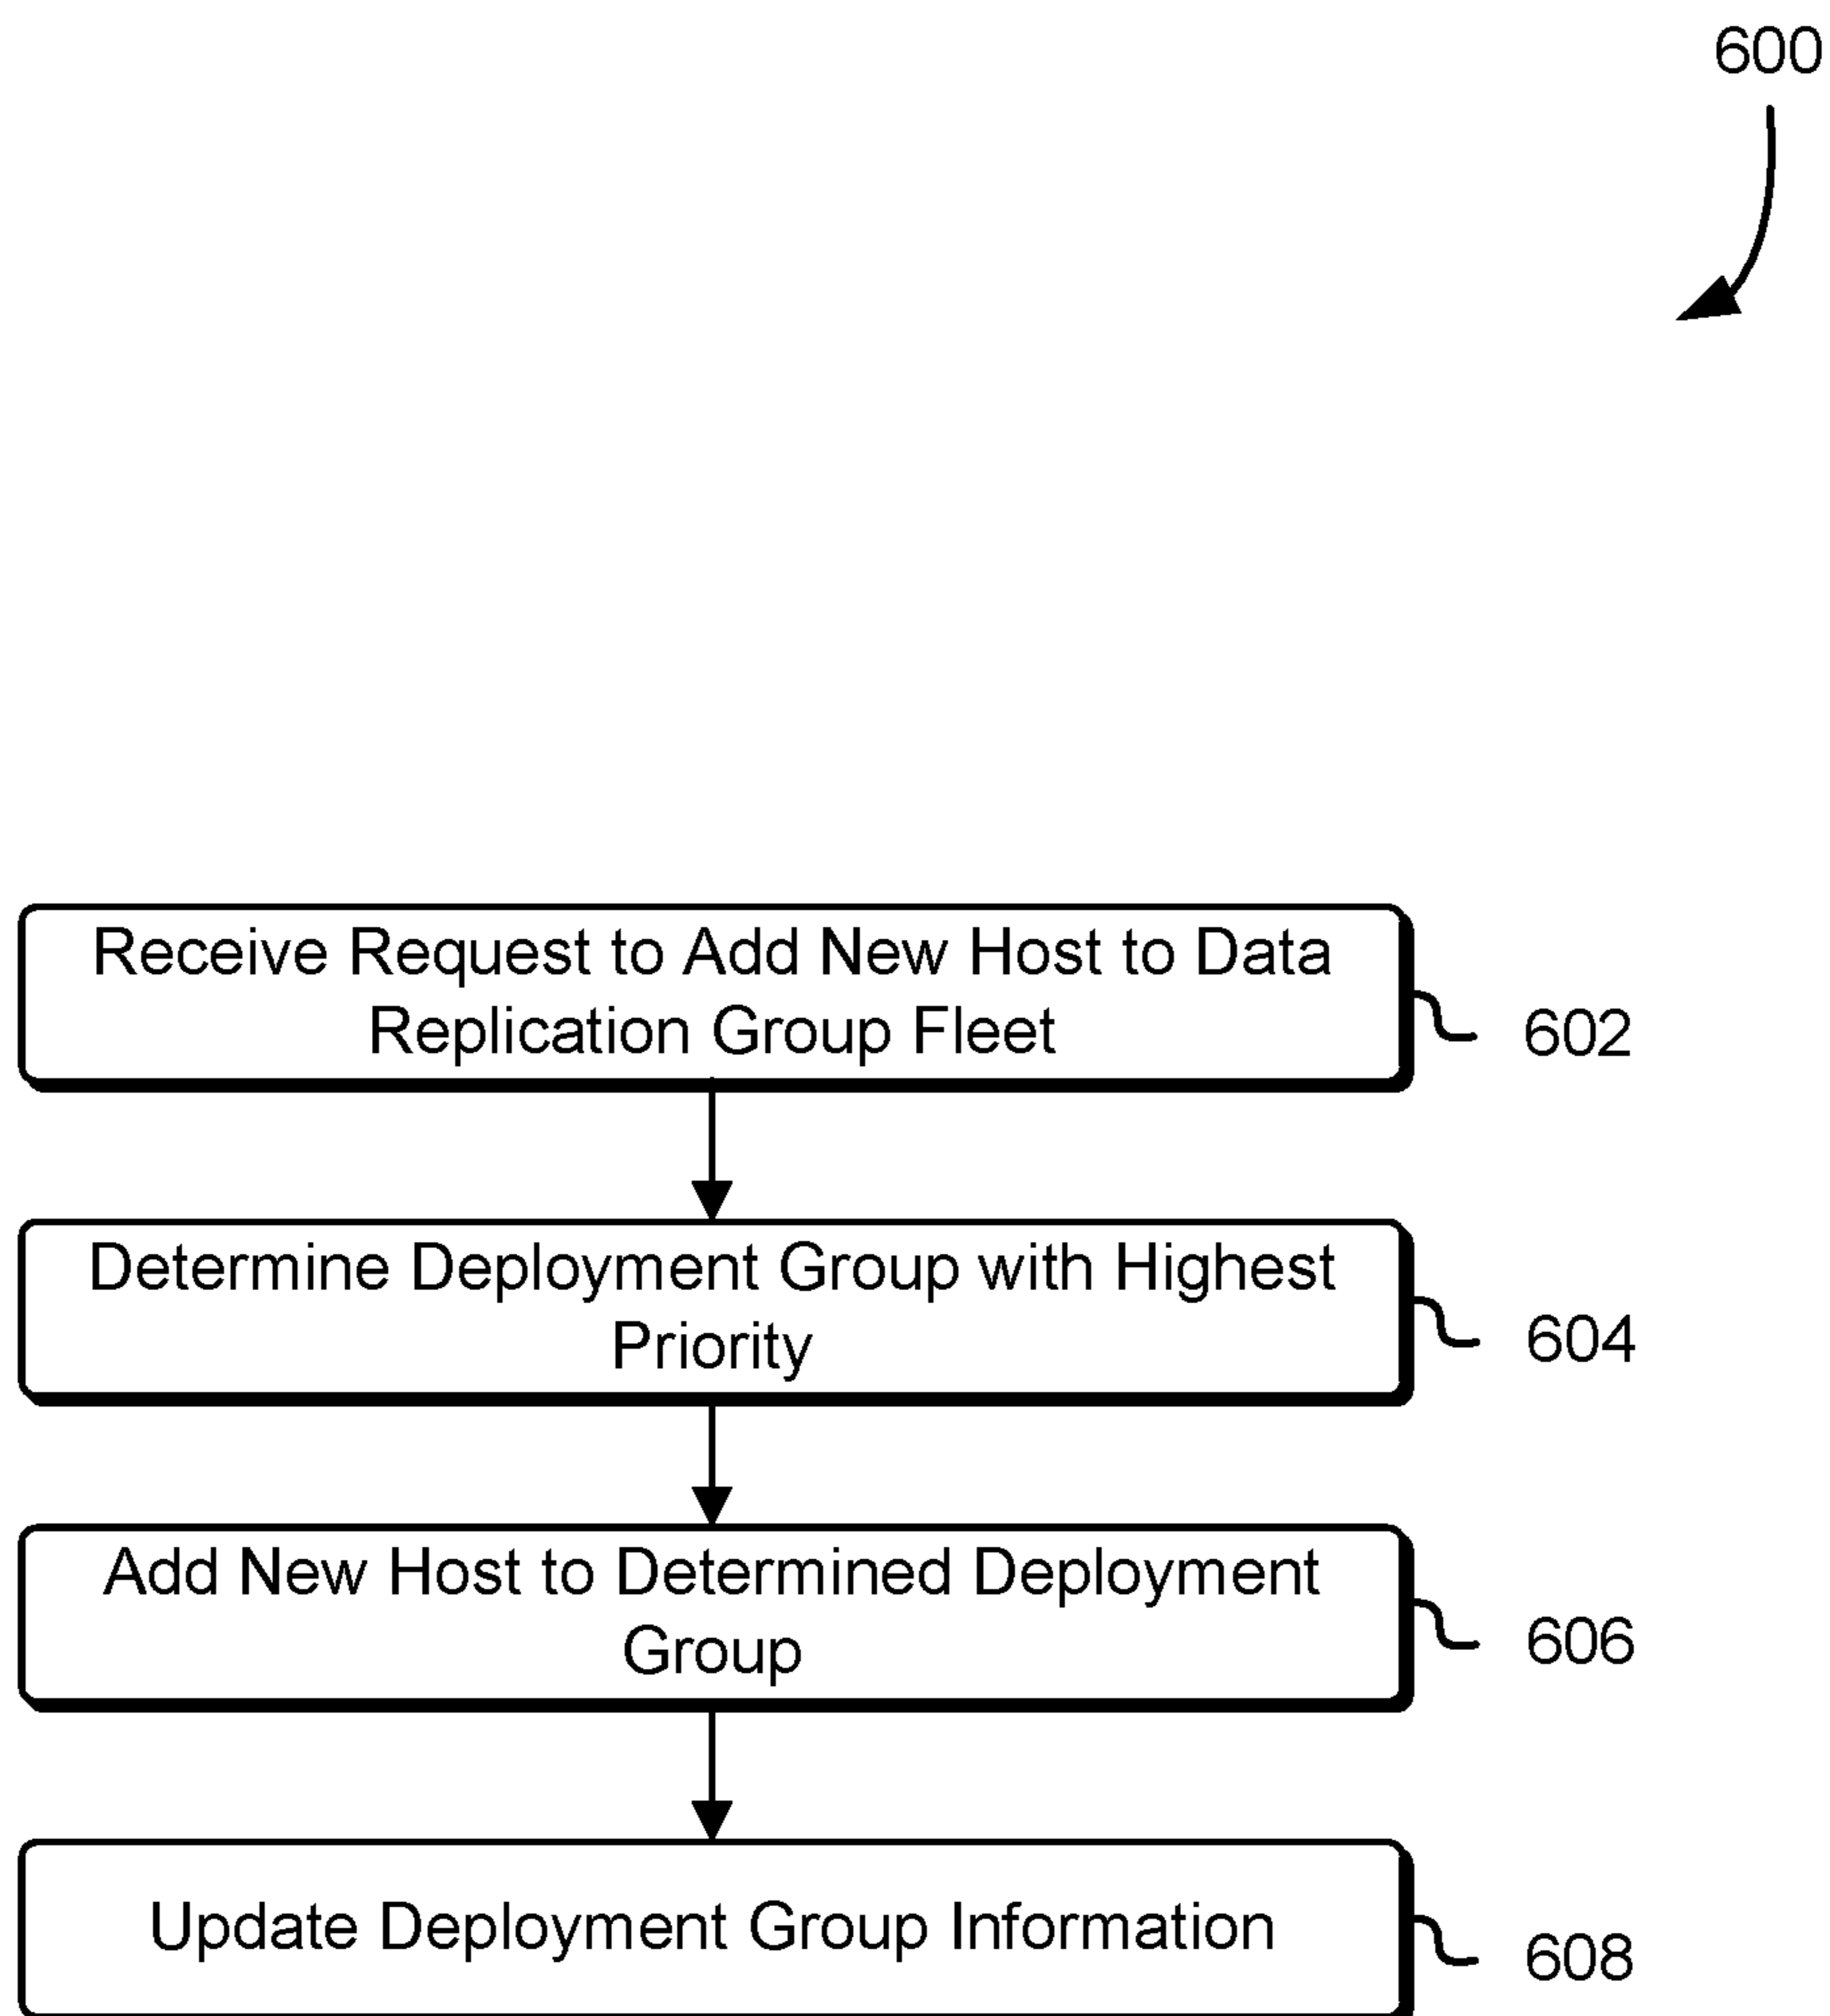 600
Receive Request to Add New Host to Data
Replication Group Fleet
602
Determine Deployment Group with Highest
Priority
604
Add New Host to Determined Deployment
Group
606
Update Deployment Group Information
608